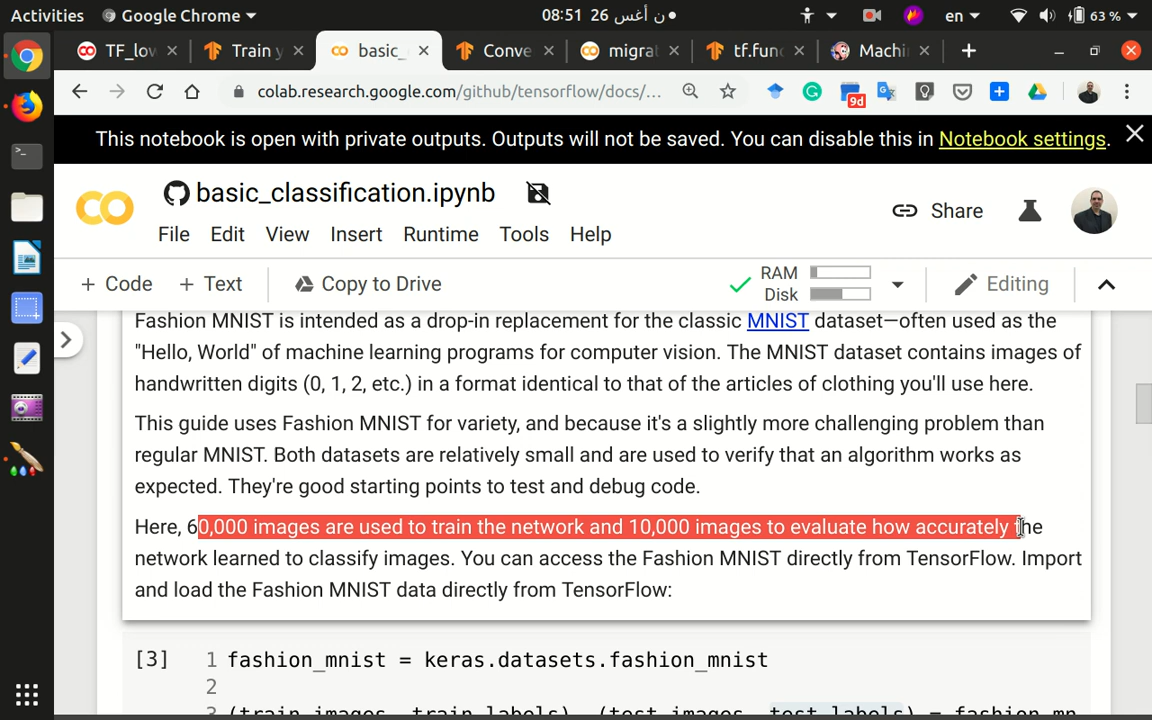 Activities Google Chrome 08:51 26 ن أغس en 63 %
TF_lov Train y basic_ Conve migrat tf.fun Machi
colab.research.google.com/github/tensorflow/docs/... 9d
This notebook is open with private outputs. Outputs will not be saved. You can disable this in Notebook settings.
basic_classification.ipynb
Share
File Edit View Insert Runtime Tools Help
+ Code + Text Copy to Drive RAM Disk Editing
Fashion MNIST is intended as a drop-in replacement for the classic MNIST dataset—often used as the
"Hello, World" of machine learning programs for computer vision. The MNIST dataset contains images of
handwritten digits (0, 1, 2, etc.) in a format identical to that of the articles of clothing you'll use here.
This guide uses Fashion MNIST for variety, and because it's a slightly more challenging problem than
regular MNIST. Both datasets are relatively small and are used to verify that an algorithm works as
expected. They're good starting points to test and debug code.
Here, 60,000 images are used to train the network and 10,000 images to evaluate how accurately the
network learned to classify images. You can access the Fashion MNIST directly from TensorFlow. Import
and load the Fashion MNIST data directly from TensorFlow:
[3] 1 fashion_mnist = keras.datasets.fashion_mnist
2
3 (train_images, train_labels), (test_images, test_labels) = fashion_mn